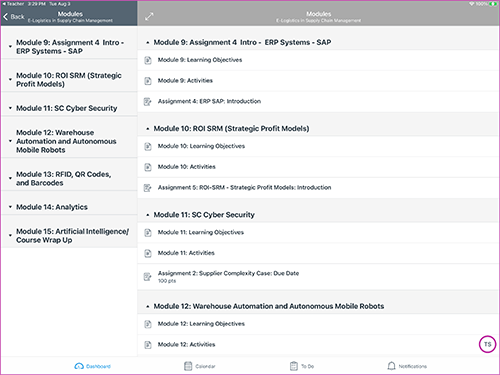 Teacher 3:29 PM Tue Aug 3 100%
Back
Modules
E-Logistics in Supply Chain Management
Module 9: Assignment 4 Intro -
ERP Systems - SAP
Module 10: ROI SRM (Strategic
Profit Models)
Module 11: SC Cyber Security
Module 12: Warehouse
Automation and Autonomous
Mobile Robots
Module 13: RFID, QR Codes,
and Barcodes
Module 14: Analytics
Module 15: Artificial Intelligence/
Course Wrap Up
Modules
E-Logistics in Supply Chain Management
Module 9: Assignment 4 Intro - ERP Systems - SAP
Module 9: Learning Objectives
Module 9: Activities
Assignment 4: ERP SAP: Introduction
Module 10: ROI SRM (Strategic Profit Models)
Module 10: Learning Objectives
Module 10: Activities
Assignment 5: ROI-SRM - Strategic Profit Models: Introduction
Module 11: SC Cyber Security
Module 11: Learning Objectives
Module 11: Activities
Assignment 2: Supplier Complexity Case: Due Date
100 pts
Module 12: Warehouse Automation and Autonomous Mobile Robots
Module 12: Learning Objectives
Module 12: Activities
TS
Dashboard
Calendar
To Do
Notifications